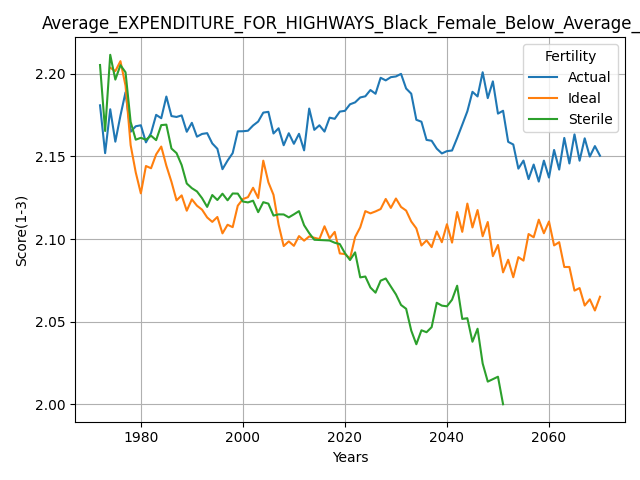 Average_EXPENDITURE_FOR_HIGHWAYS_Black_Female_Below_Average_
Fertility
Actual
Ideal
Sterile
Score(1-3)
2.20
2.15
2.10
2.05
2.00
1980
2000
2020
2040
2060
Years